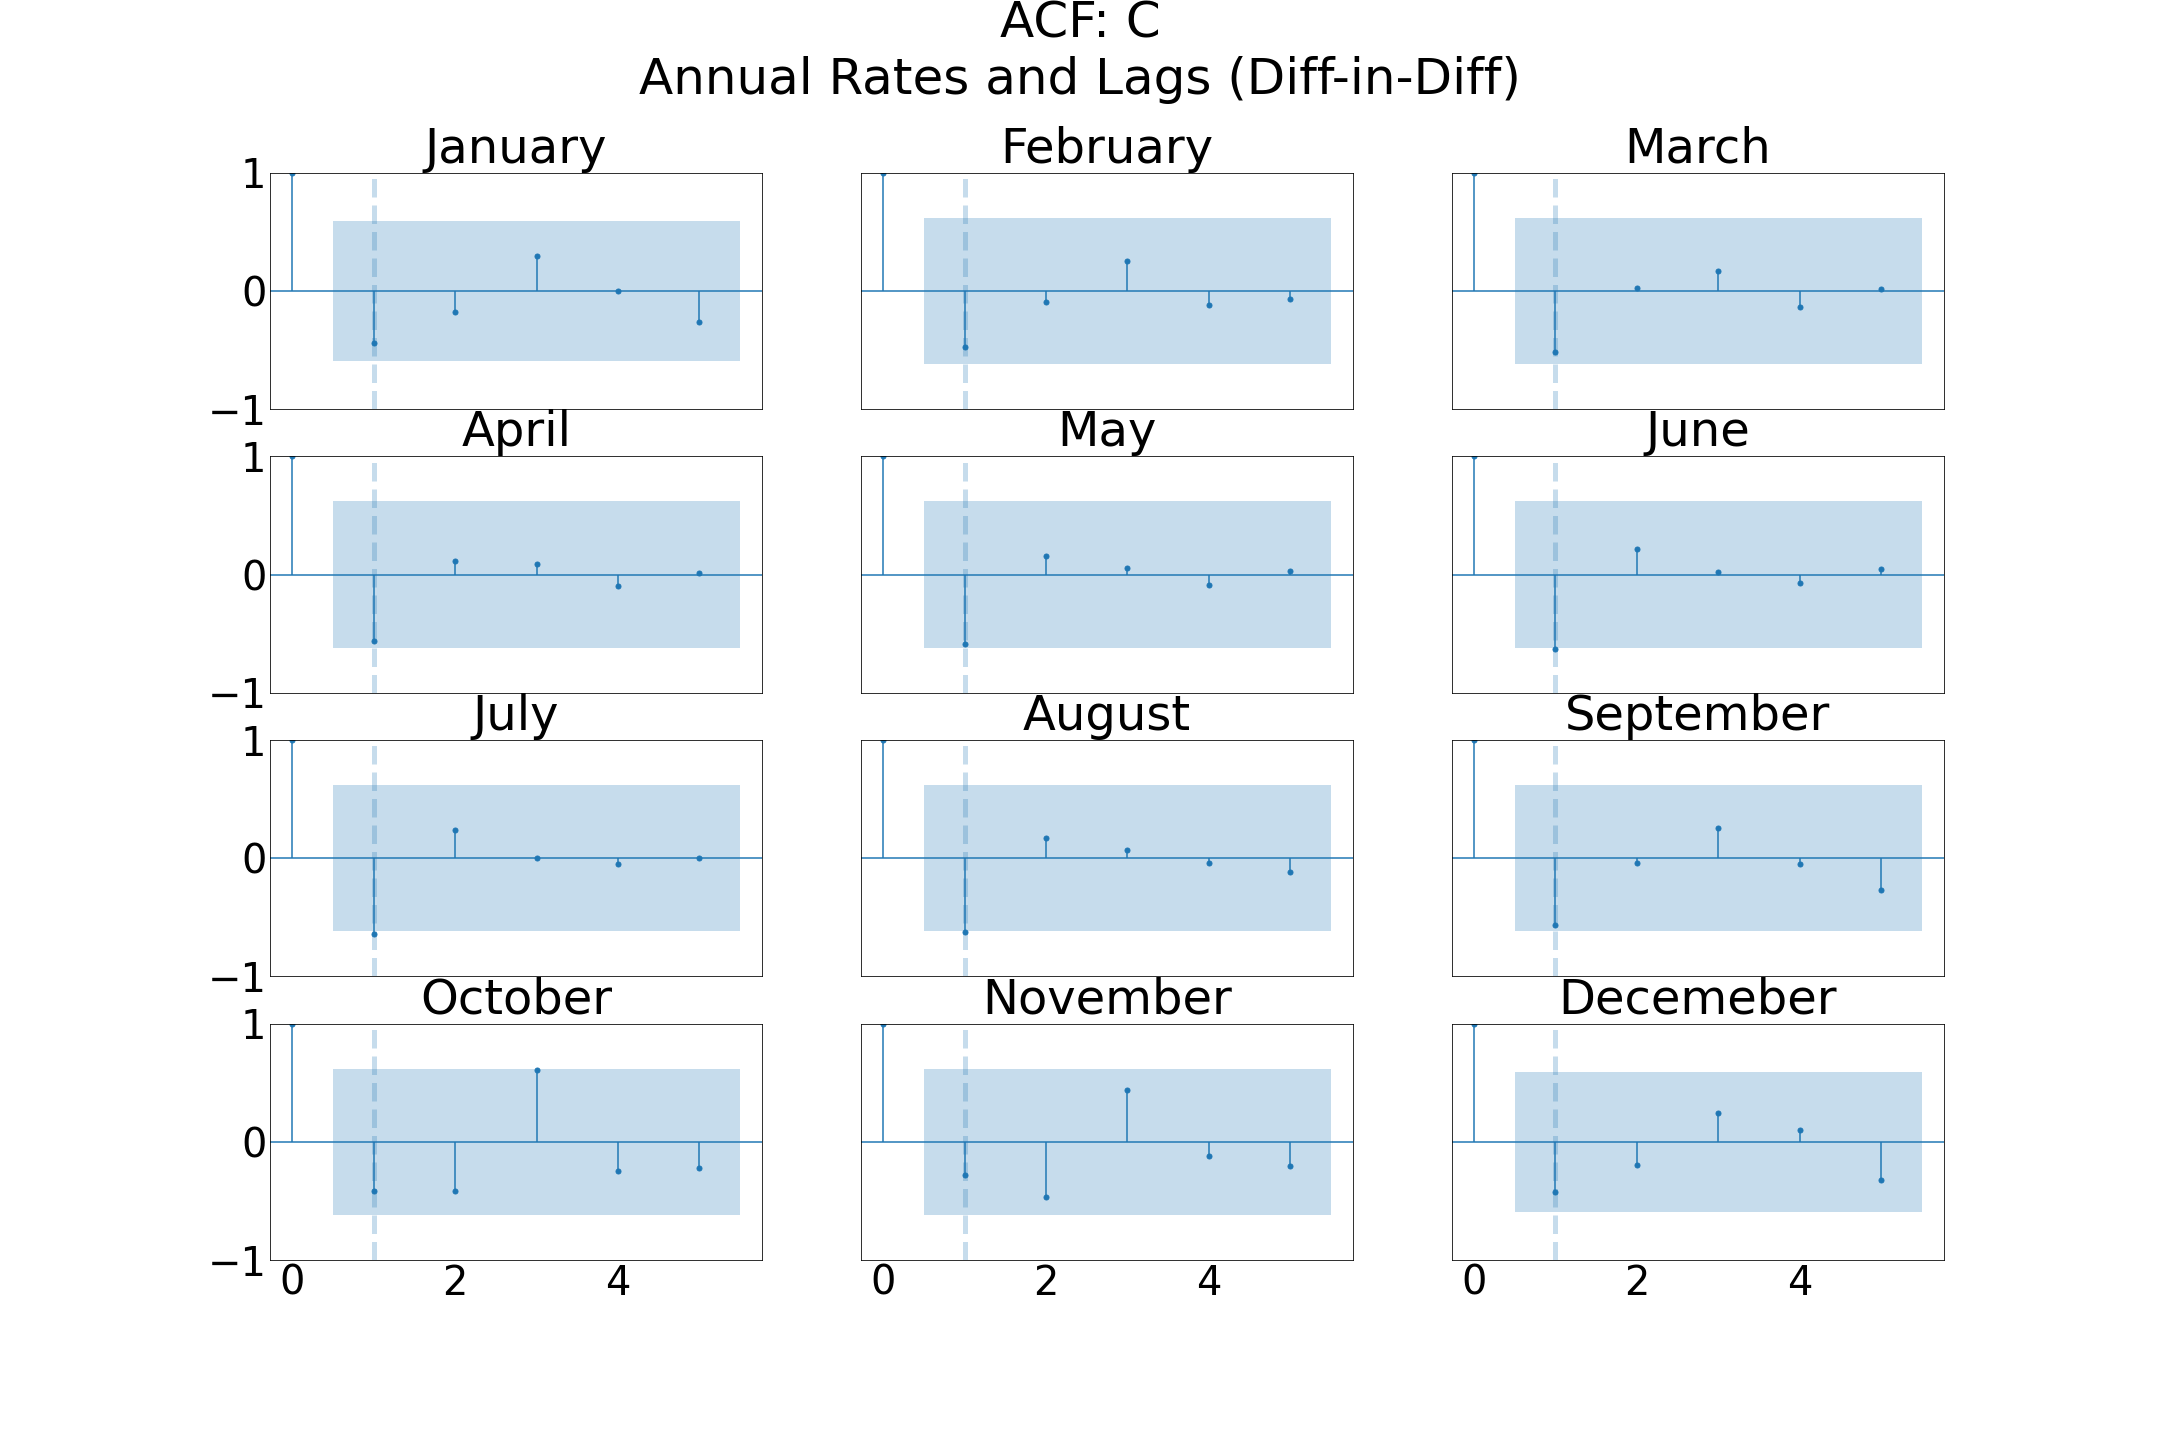 ACF: C
Annual Rates and Lags (Diff-in-Diff)
January February March
1
0
−1
April May June
1
0
−1
July August September
1
0
−1
October November Decemeber
1
0
−1
0 2 4 0 2 4 0 2 4